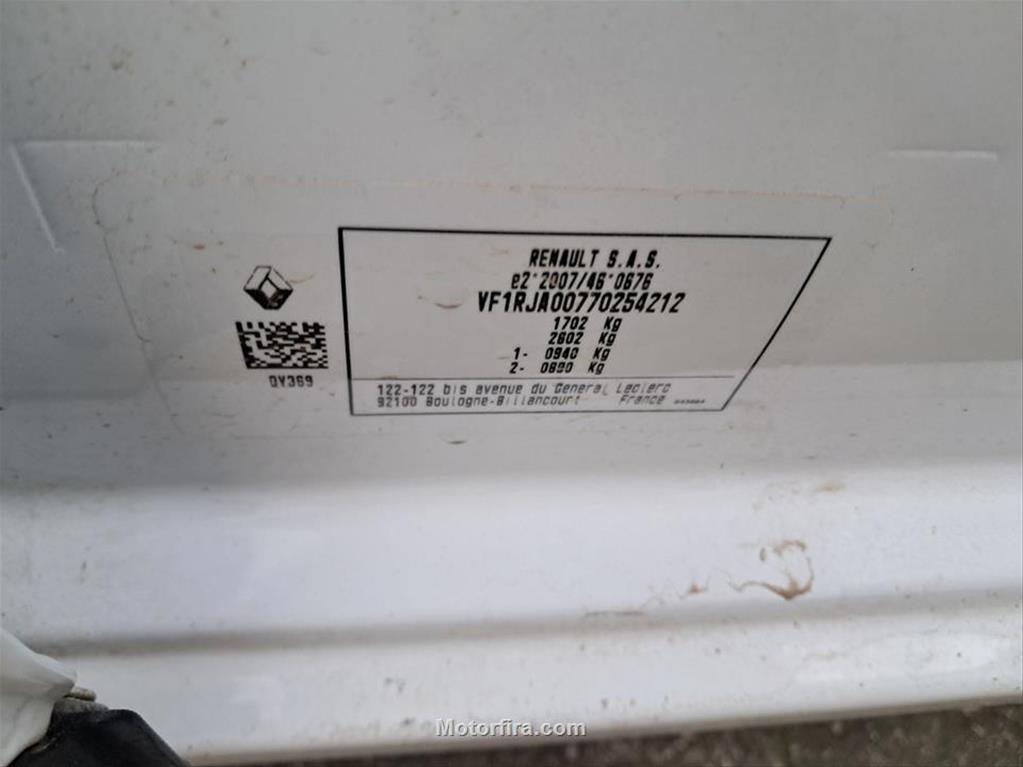 RENAULT S.A.S.
e2*2007/46*0676
VF1RJA00770254212
1702 Kg
2602 Kg
1- 0940 Kg
2- 0890 Kg
QY369
122-122 bis avenue du General Leclerc
92100 Boulogne-Billancourt France
Motorfira.com